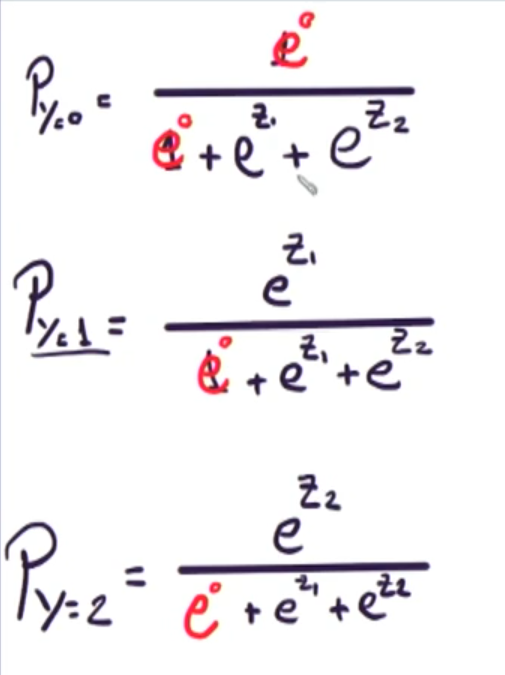 P_{Y=0} = e^0 / (e^0 + e^{z_1} + e^{z_2})
P_{Y=1} = e^{z_1} / (e^0 + e^{z_1} + e^{z_2})
P_{Y=2} = e^{z_2} / (e^0 + e^{z_1} + e^{z_2})